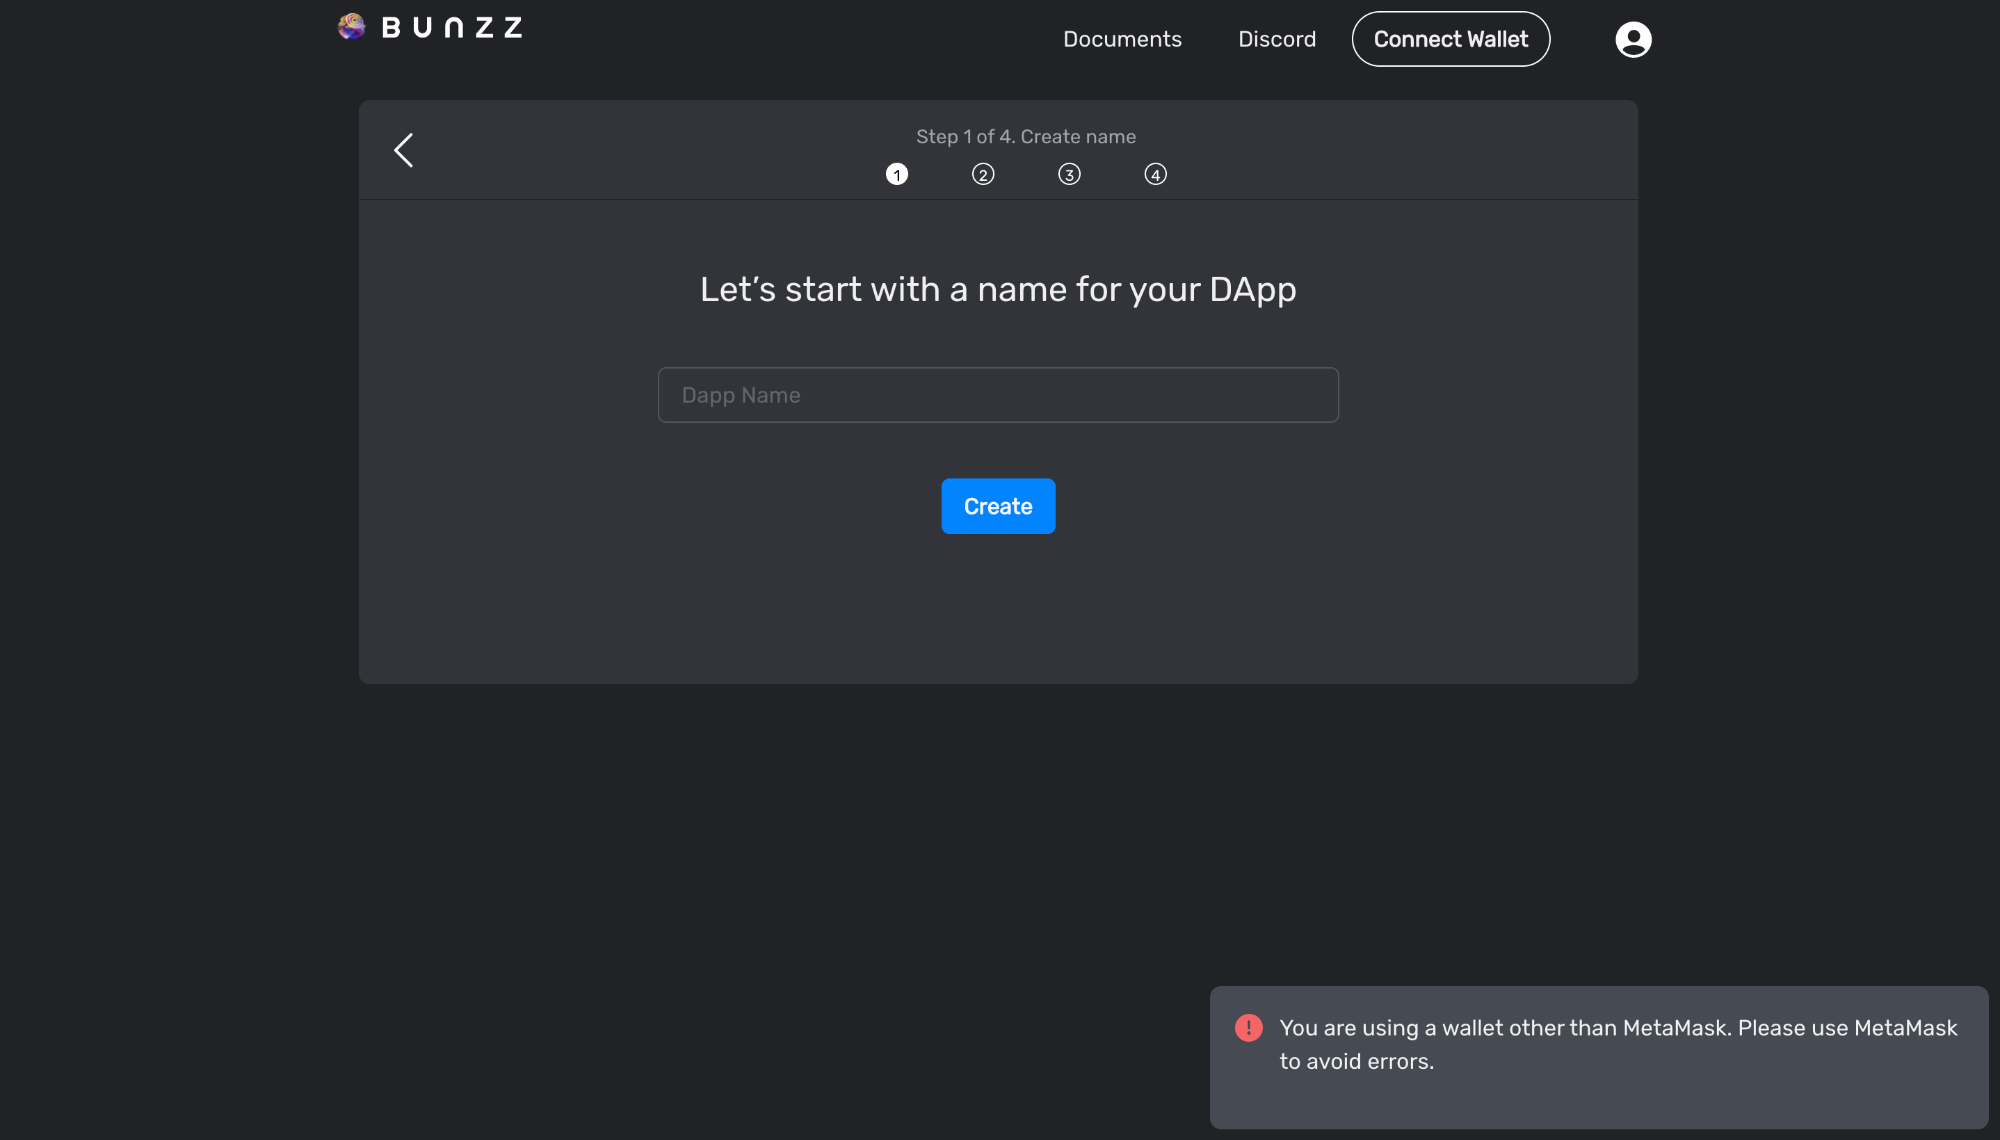 BUNZZ
Documents
Discord
Connect Wallet
Step 1 of 4. Create name
1
2
3
4
Let’s start with a name for your DApp
Dapp Name
Create
You are using a wallet other than MetaMask. Please use MetaMask
to avoid errors.